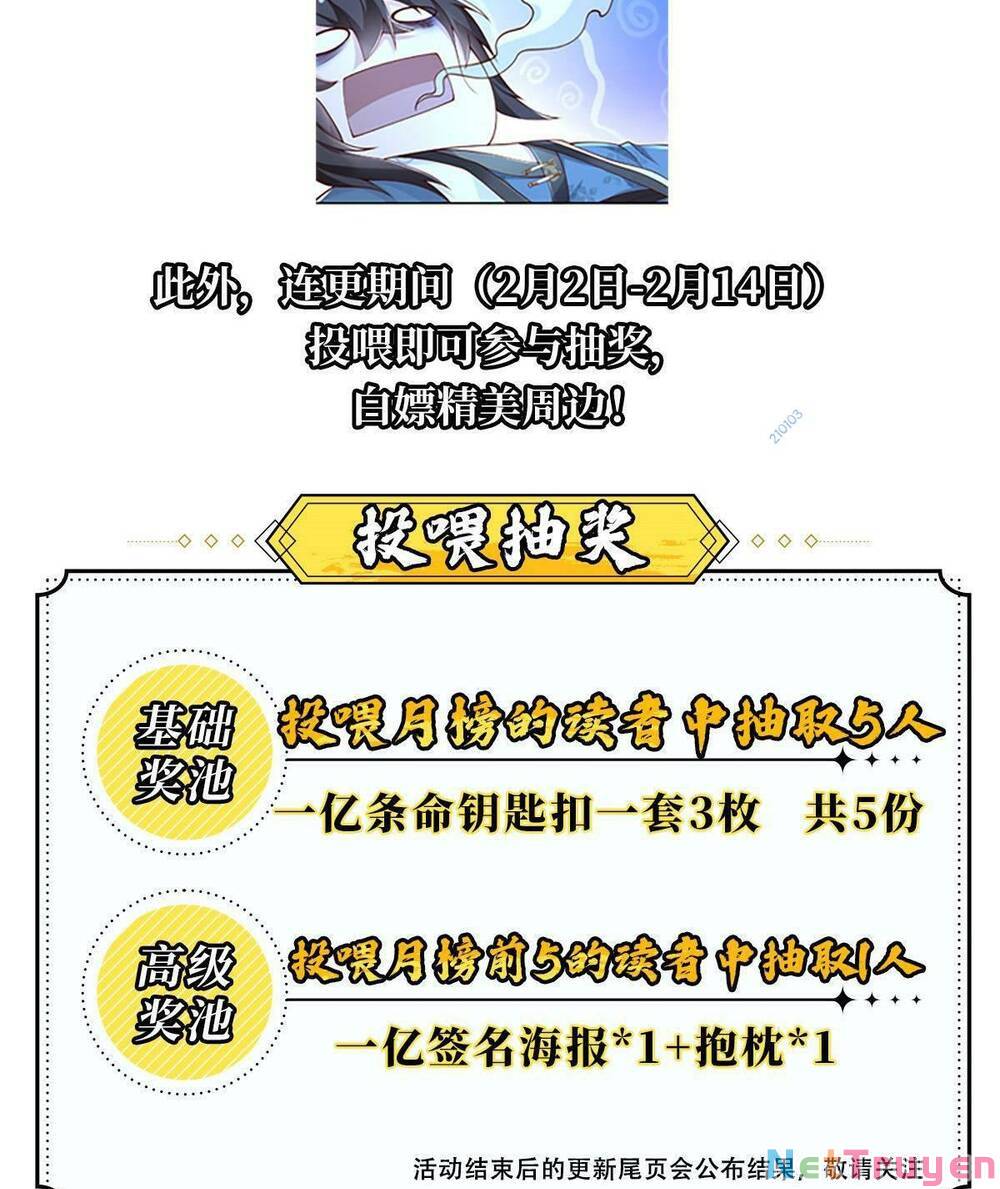 此外，连更期间（2月2日-2月14日）
投喂即可参与抽奖，
白嫖精美周边！
210103
投喂抽奖
基础
奖池
投喂月榜的读者中抽取5人
一亿条命钥匙扣一套3枚 共5份
高级
奖池
投喂月榜前5的读者中抽取1人
一亿签名海报*1+抱枕*1
活动结束后的更新尾页会公布结果，敬请关注
NetTruyen